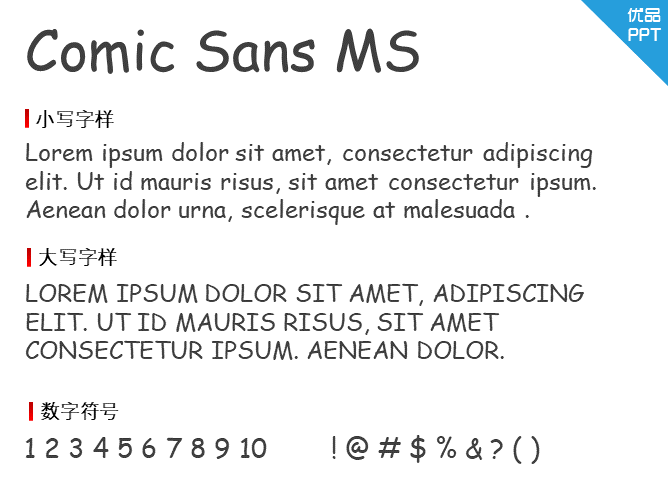 优品
PPT
Comic Sans MS
小写字样
Lorem ipsum dolor sit amet, consectetur adipiscing
elit. Ut id mauris risus, sit amet consectetur ipsum.
Aenean dolor urna, scelerisque at malesuada .
大写字样
LOREM IPSUM DOLOR SIT AMET, ADIPISCING
ELIT. UT ID MAURIS RISUS, SIT AMET
CONSECTETUR IPSUM. AENEAN DOLOR.
数字符号
1 2 3 4 5 6 7 8 9 10 ! @ # $ % & ? ( )